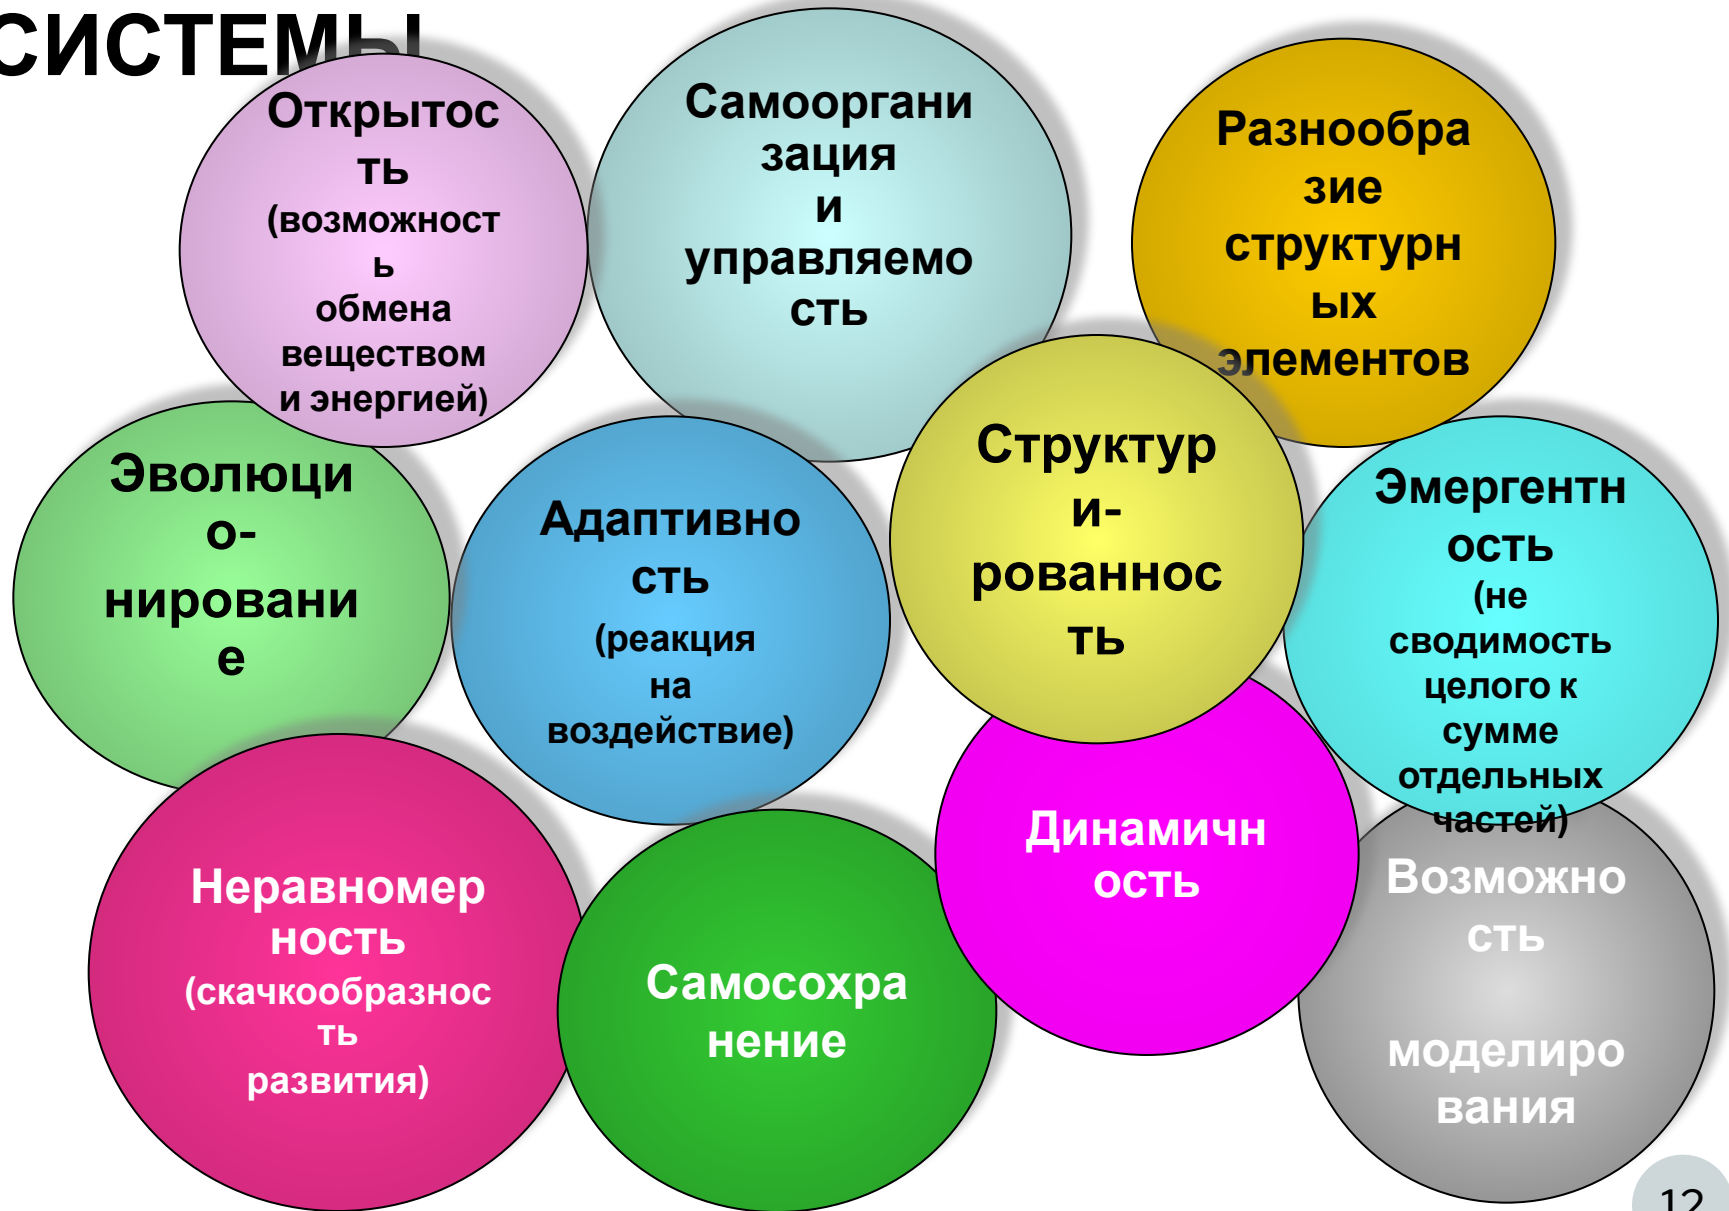 СИСТЕМЫ
Открытос
ть
(возможност
ь
обмена
веществом
и энергией)
Самооргани
зация
и
управляемо
сть
Разнообра
зие
структурн
ых
элементов
Эволюци
о-
нировани
е
Адаптивно
сть
(реакция
на
воздействие)
Структур
и-
рованнос
ть
Эмергентн
ость
(не
сводимость
целого к
сумме
отдельных
частей)
Неравномер
ность
(скачкообразнос
ть
развития)
Самосохра
нение
Динамичн
ость
Возможно
сть
моделиро
вания
12